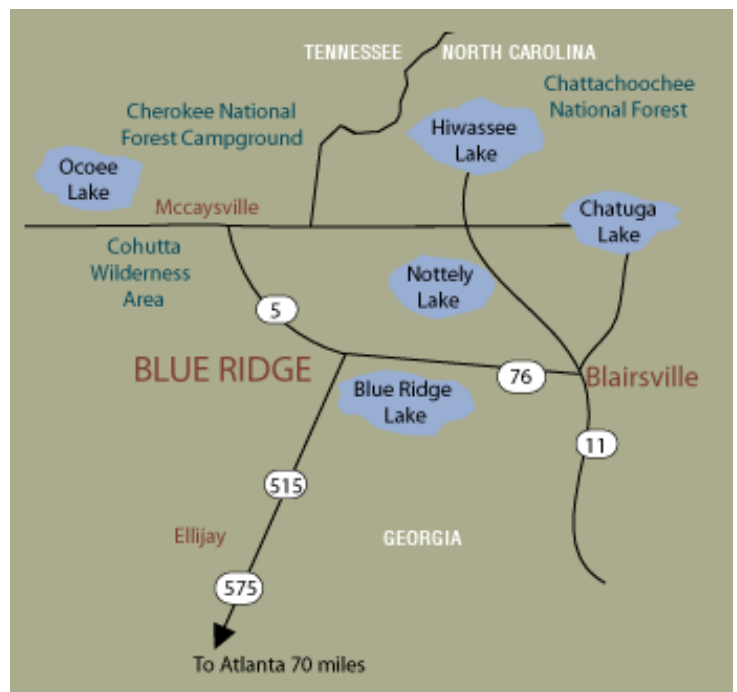 TENNESSEE
NORTH CAROLINA
Chattachoochee
National Forest
Cherokee National
Forest Campground
Hiwassee
Lake
Ocoee
Lake
Mccaysville
Chatuga
Lake
Cohutta
Wilderness
Area
Nottely
Lake
5
BLUE RIDGE
76
Blairsville
Blue Ridge
Lake
11
515
Ellijay
GEORGIA
575
To Atlanta 70 miles